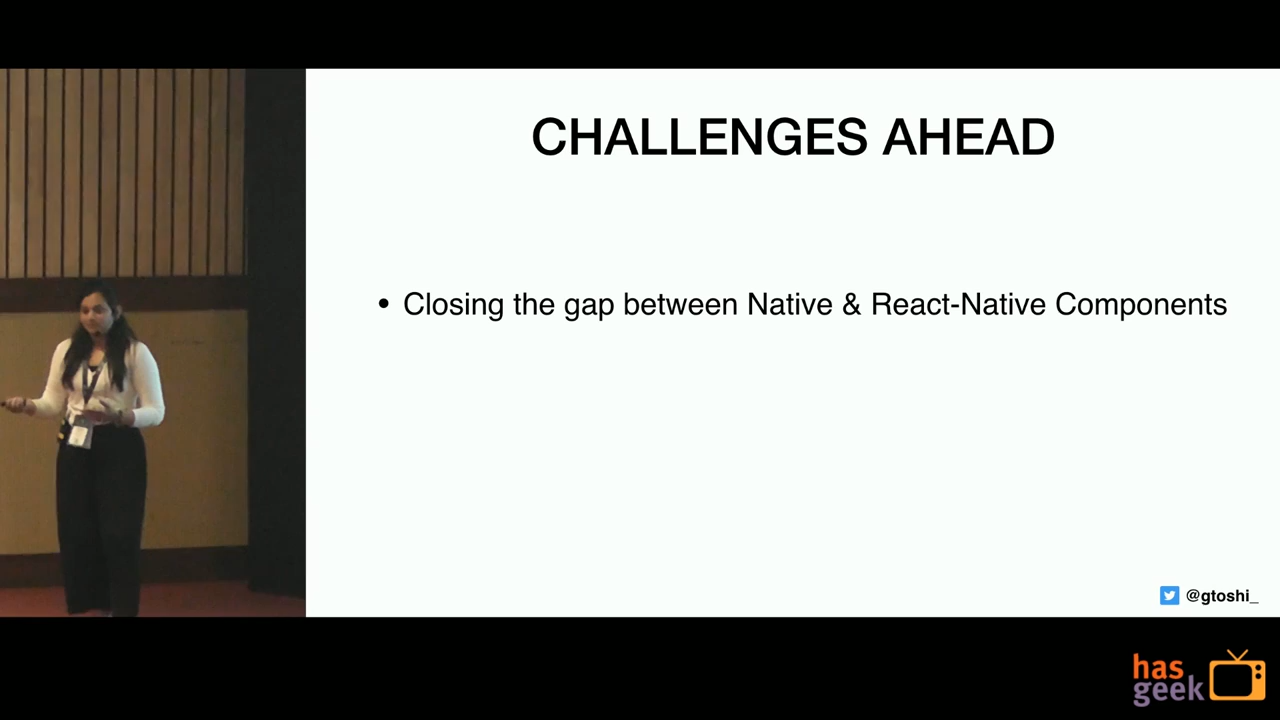 CHALLENGES AHEAD
• Closing the gap between Native & React-Native Components
@gtoshi_
has
geek